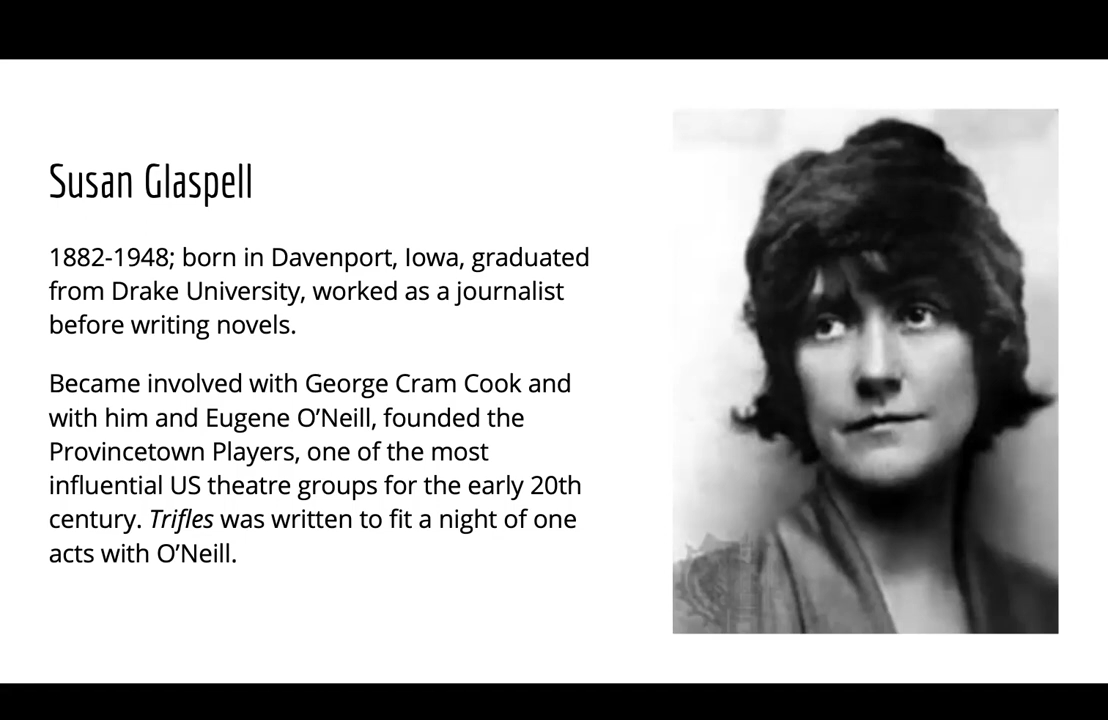 Susan Glaspell
1882-1948; born in Davenport, Iowa, graduated
from Drake University, worked as a journalist
before writing novels.
Became involved with George Cram Cook and
with him and Eugene O’Neill, founded the
Provincetown Players, one of the most
influential US theatre groups for the early 20th
century. Trifles was written to fit a night of one
acts with O’Neill.